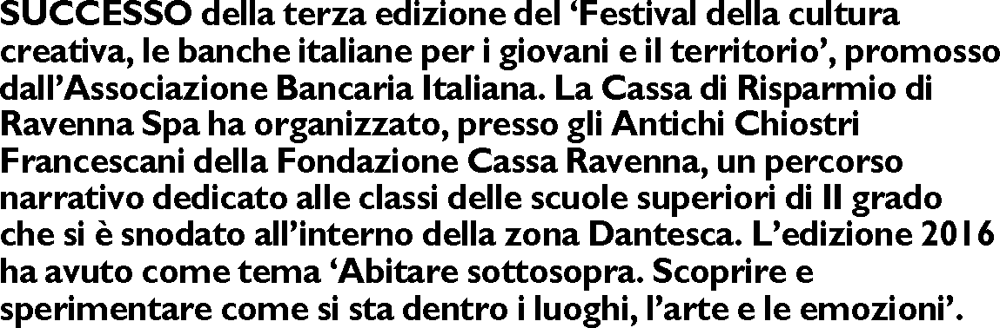 SUCCESSO della terza edizione del ‘Festival della cultura
creativa, le banche italiane per i giovani e il territorio’, promosso
dall’Associazione Bancaria Italiana. La Cassa di Risparmio di
Ravenna Spa ha organizzato, presso gli Antichi Chiostri
Francescani della Fondazione Cassa Ravenna, un percorso
narrativo dedicato alle classi delle scuole superiori di II grado
che si è snodato all’interno della zona Dantesca. L’edizione 2016
ha avuto come tema ‘Abitare sottosopra. Scoprire e
sperimentare come si sta dentro i luoghi, l’arte e le emozioni’.